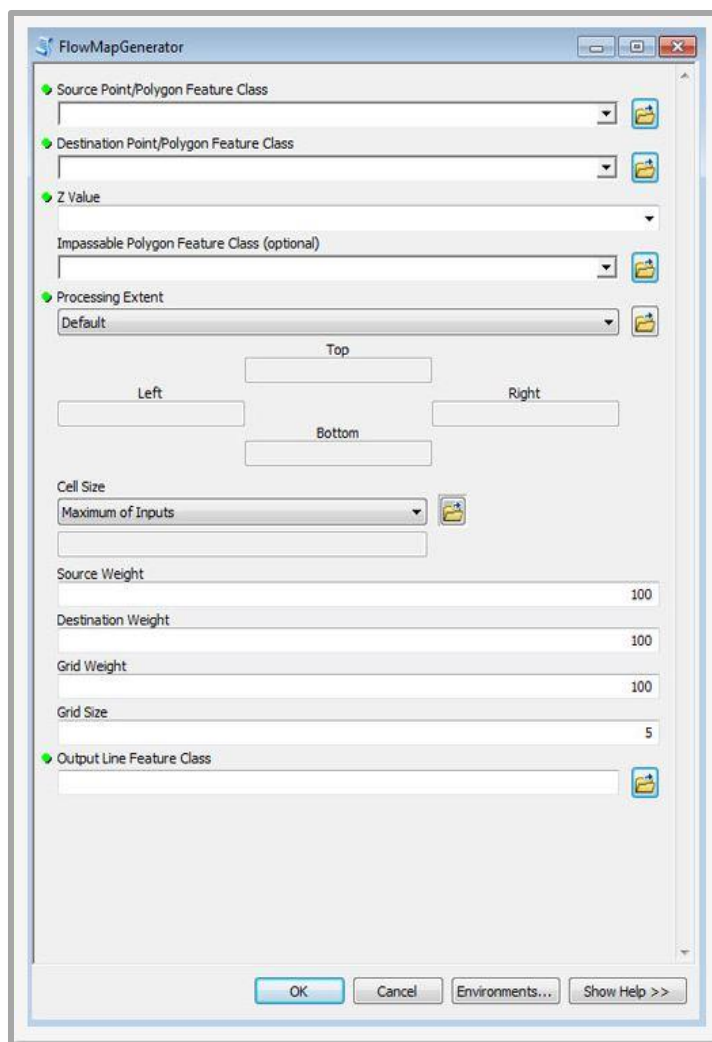 FlowMapGenerator
Source Point/Polygon Feature Class
Destination Point/Polygon Feature Class
Z Value
Impassable Polygon Feature Class (optional)
Processing Extent
Default
Top
Left Right
Bottom
Cell Size
Maximum of Inputs
Source Weight
100
Destination Weight
100
Grid Weight
100
Grid Size
5
Output Line Feature Class
OK Cancel Environments... Show Help >>